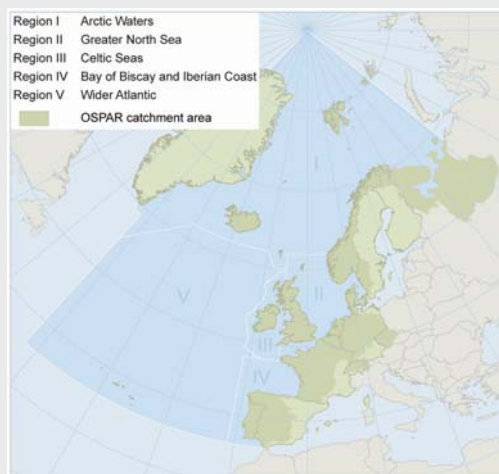 Region I Arctic Waters
Region II Greater North Sea
Region III Celtic Seas
Region IV Bay of Biscay and Iberian Coast
Region V Wider Atlantic
OSPAR catchment area
I
V
II
III
IV